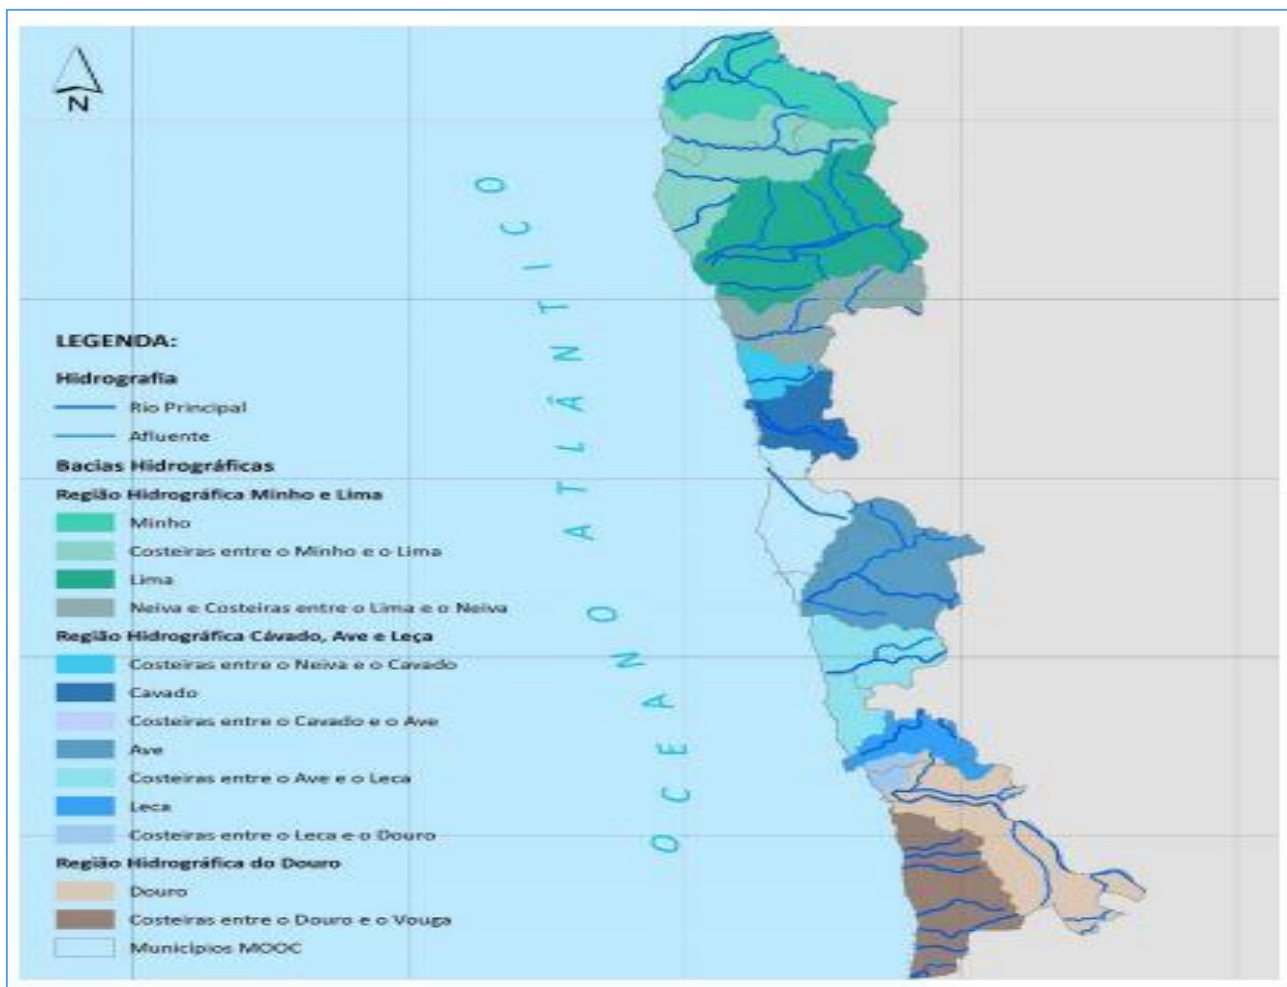 N
OCEANO ATLÂNTICO
LEGENDA:
Hidrografia
Rio Principal
Afluente
Bacias Hidrográficas
Região Hidrográfica Minho e Lima
Minho
Costeiras entre o Minho e o Lima
Lima
Neiva e Costeiras entre o Lima e o Neiva
Região Hidrográfica Cávado, Ave e Leça
Costeiras entre o Neiva e o Cavado
Cavado
Costeiras entre o Cavado e o Ave
Ave
Costeiras entre o Ave e o Leca
Leca
Costeiras entre o Leca e o Douro
Região Hidrográfica do Douro
Douro
Costeiras entre o Douro e o Vouga
Municípios MOOC